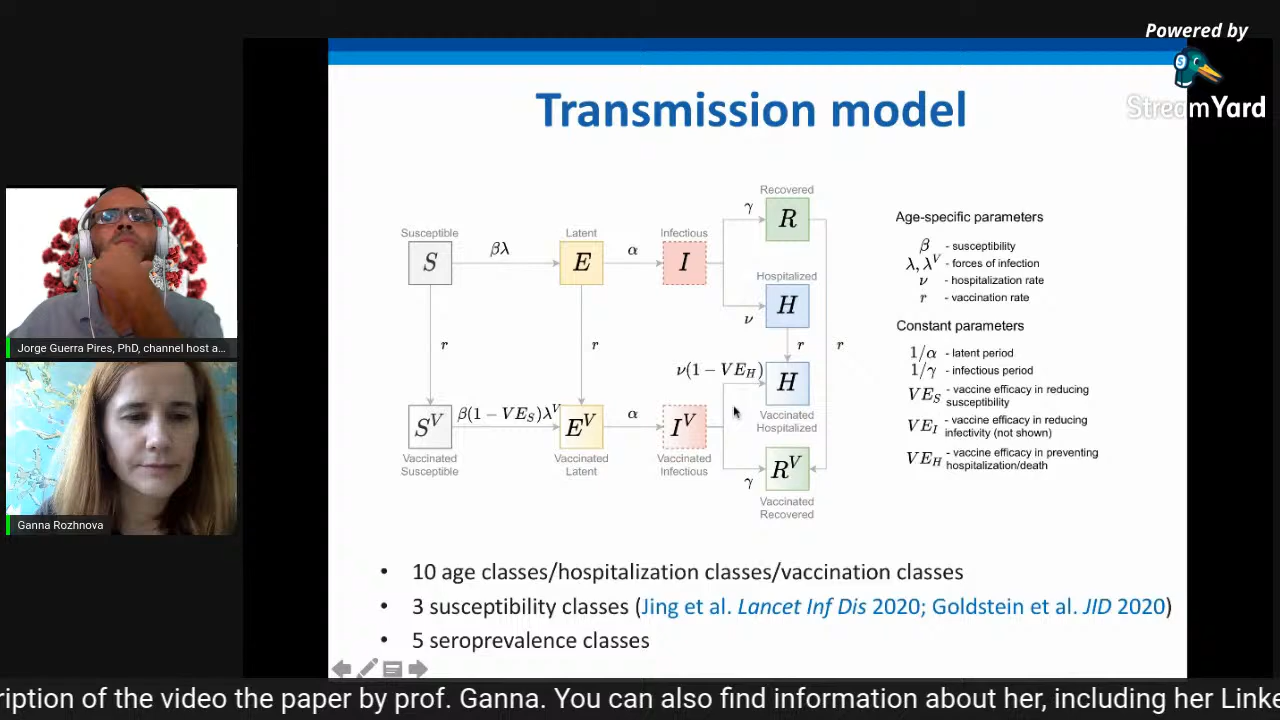 Powered by
StreamYard
Transmission model
Recovered
γ
R
Susceptible
Latent
Infectious
βλ
α
S
E
I
Hospitalized
H
ν
r
r
r
r
ν(1 − VE_H)
H
β(1 − VE_S)λ^V
α
S^V
E^V
I^V
Vaccinated
Hospitalized
Vaccinated
Susceptible
Vaccinated
Latent
Vaccinated
Infectious
R^V
γ
Vaccinated
Recovered
Age-specific parameters
β - susceptibility
λ, λ^V - forces of infection
ν - hospitalization rate
r - vaccination rate
Constant parameters
1/α - latent period
1/γ - infectious period
VE_S - vaccine efficacy in reducing
susceptibility
VE_I - vaccine efficacy in reducing
infectivity (not shown)
VE_H - vaccine efficacy in preventing
hospitalization/death
• 10 age classes/hospitalization classes/vaccination classes
• 3 susceptibility classes (Jing et al. Lancet Inf Dis 2020; Goldstein et al. JID 2020)
• 5 seroprevalence classes
Jorge Guerra Pires, PhD, channel host a...
Ganna Rozhnova
ription of the video the paper by prof. Ganna. You can also find information about her, including her Linke